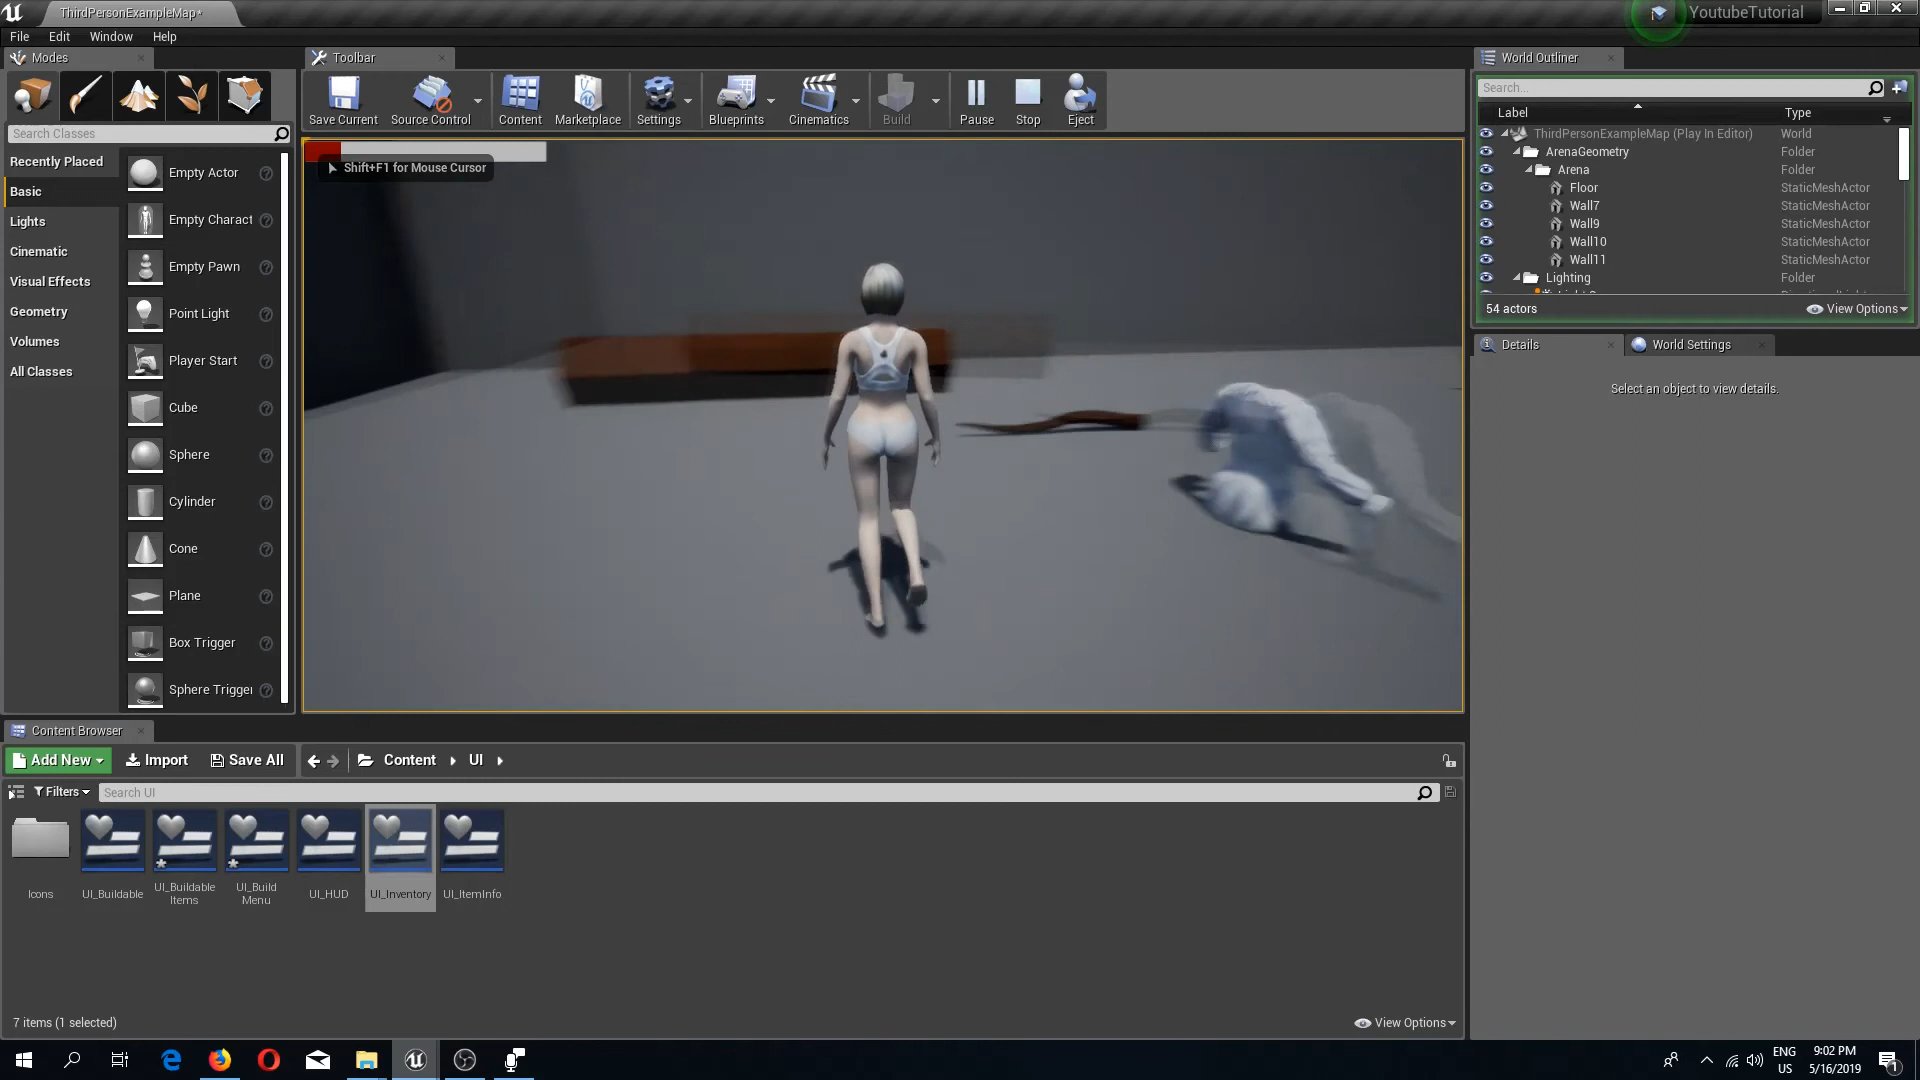 ThirdPersonExampleMap*
YoutubeTutorial
File Edit Window Help
Modes
Toolbar
World Outliner
Save Current
Source Control
Content
Marketplace
Settings
Blueprints
Cinematics
Build
Pause
Stop
Eject
Search...
Label Type
Search Classes
Recently Placed
Basic
Lights
Cinematic
Visual Effects
Geometry
Volumes
All Classes
Empty Actor
Empty Charact
Empty Pawn
Point Light
Player Start
Cube
Sphere
Cylinder
Cone
Plane
Box Trigger
Sphere Trigger
Shift+F1 for Mouse Cursor
ThirdPersonExampleMap (Play In Editor) World
ArenaGeometry Folder
Arena Folder
Floor StaticMeshActor
Wall7 StaticMeshActor
Wall9 StaticMeshActor
Wall10 StaticMeshActor
Wall11 StaticMeshActor
Lighting Folder
54 actors
View Options
Details
World Settings
Select an object to view details.
Content Browser
Add New
Import
Save All
Content
UI
Filters
Search UI
Icons
UI_Buildable
UI_Buildable
Items
UI_Build
Menu
UI_HUD
UI_Inventory
UI_ItemInfo
7 items (1 selected)
View Options
ENG
US
9:02 PM
5/16/2019
1